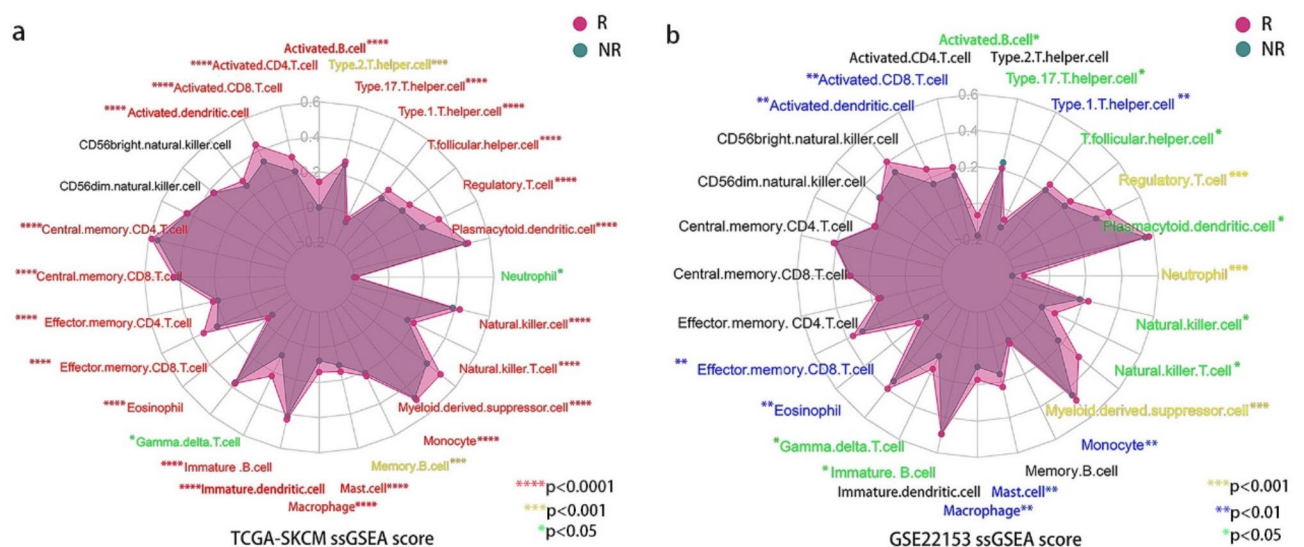 a
R
NR
Activated.B.cell****
****Activated.CD4.T.cell
Type.2.T.helper.cell***
****Activated.CD8.T.cell
Type.17.T.helper.cell****
****Activated.dendritic.cell
Type.1.T.helper.cell****
CD56bright.natural.killer.cell
T.follicular.helper.cell****
CD56dim.natural.killer.cell
Regulatory.T.cell****
****Central.memory.CD4.T.cell
Plasmacytoid.dendritic.cell****
****Central.memory.CD8.T.cell
Neutrophil*
****Effector.memory.CD4.T.cell
Natural.killer.cell****
****Effector.memory.CD8.T.cell
Natural.killer.T.cell****
****Eosinophil
Myeloid.derived.suppressor.cell****
*Gamma.delta.T.cell
Monocyte****
****Immature .B.cell
Memory.B.cell***
****Immature.dendritic.cell
Mast.cell****
Macrophage****
0.6
0.4
0.2
-0.2
****p<0.0001
***p<0.001
*p<0.05
TCGA-SKCM ssGSEA score
b
R
NR
Activated.B.cell*
Activated.CD4.T.cell
Type.2.T.helper.cell
**Activated.CD8.T.cell
Type.17.T.helper.cell*
**Activated.dendritic.cell
Type.1.T.helper.cell**
CD56bright.natural.killer.cell
T.follicular.helper.cell*
CD56dim.natural.killer.cell
Regulatory.T.cell***
Central.memory.CD4.T.cell
Plasmacytoid.dendritic.cell*
Central.memory.CD8.T.cell
Neutrophil***
Effector.memory. CD4.T.cell
Natural.killer.cell*
** Effector.memory.CD8.T.cell
Natural.killer.T.cell*
**Eosinophil
Myeloid.derived.suppressor.cell***
*Gamma.delta.T.cell
Monocyte**
*Immature. B.cell
Memory.B.cell
Immature.dendritic.cell
Mast.cell**
Macrophage**
0.6
0.4
0.2
-0.2
***p<0.001
**p<0.01
*p<0.05
GSE22153 ssGSEA score